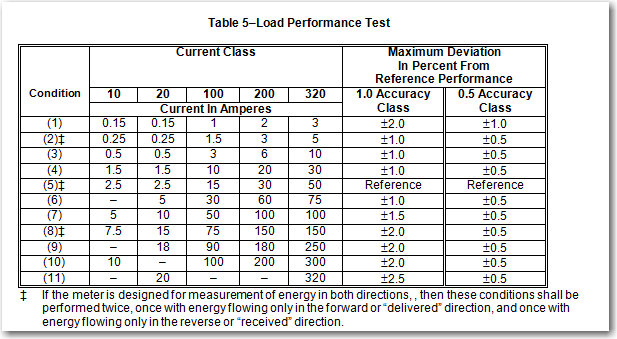 Table 5–Load Performance Test
Current Class Maximum Deviation
In Percent From
Reference Performance
Condition 10 20 100 200 320 1.0 Accuracy Class 0.5 Accuracy Class
Current In Amperes
(1) 0.15 0.15 1 2 3 ±2.0 ±1.0
(2)‡ 0.25 0.25 1.5 3 5 ±1.0 ±0.5
(3) 0.5 0.5 3 6 10 ±1.0 ±0.5
(4) 1.5 1.5 10 20 30 ±1.0 ±0.5
(5)‡ 2.5 2.5 15 30 50 Reference Reference
(6) – 5 30 60 75 ±1.0 ±0.5
(7) 5 10 50 100 100 ±1.5 ±0.5
(8)‡ 7.5 15 75 150 150 ±2.0 ±0.5
(9) – 18 90 180 250 ±2.0 ±0.5
(10) 10 – 100 200 300 ±2.0 ±0.5
(11) – 20 – – 320 ±2.5 ±0.5
‡ If the meter is designed for measurement of energy in both directions, , then these conditions shall be
performed twice, once with energy flowing only in the forward or “delivered” direction, and once with
energy flowing only in the reverse or “received” direction.